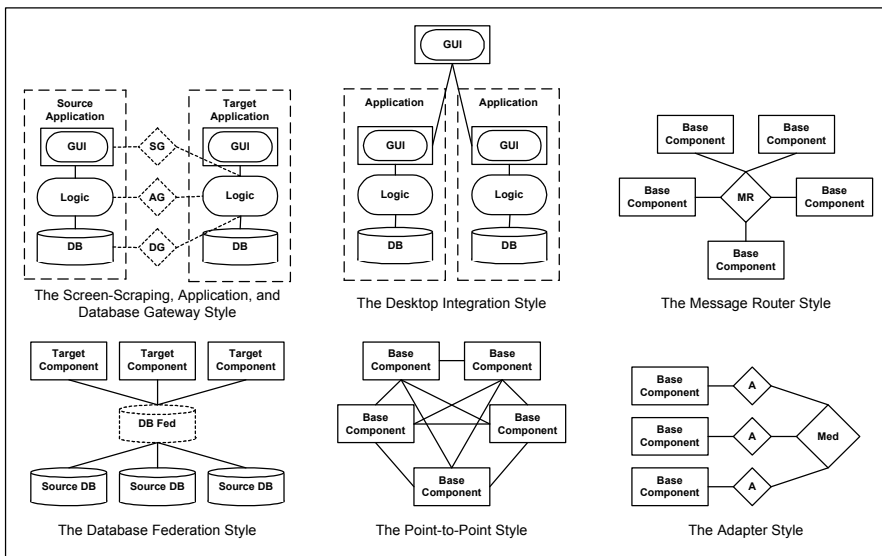 Source
Application
GUI
Logic
DB
SG
AG
DG
Target
Application
GUI
Logic
DB
The Screen-Scraping, Application, and
Database Gateway Style
GUI
Application
GUI
Logic
DB
Application
GUI
Logic
DB
The Desktop Integration Style
Base
Component
Base
Component
Base
Component
MR
Base
Component
Base
Component
The Message Router Style
Target
Component
Target
Component
Target
Component
DB Fed
Source DB
Source DB
Source DB
The Database Federation Style
Base
Component
Base
Component
Base
Component
Base
Component
Base
Component
The Point-to-Point Style
Base
Component
A
Base
Component
A
Med
Base
Component
A
The Adapter Style